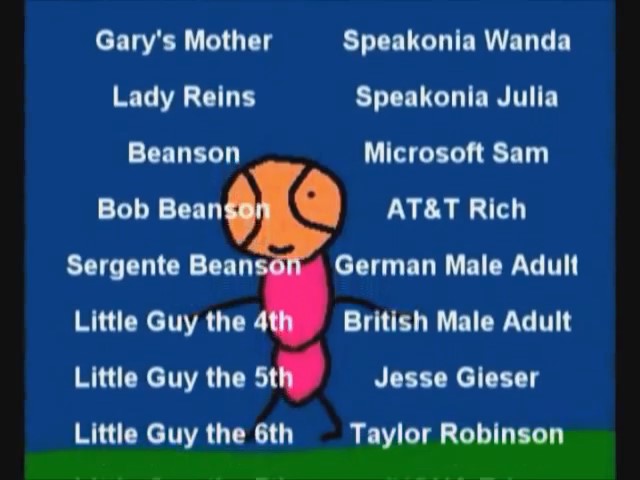 Gary's Mother Speakonia Wanda
Lady Reins Speakonia Julia
Beanson Microsoft Sam
Bob Beanson AT&T Rich
Sergente Beanson German Male Adult
Little Guy the 4th British Male Adult
Little Guy the 5th Jesse Gieser
Little Guy the 6th Taylor Robinson